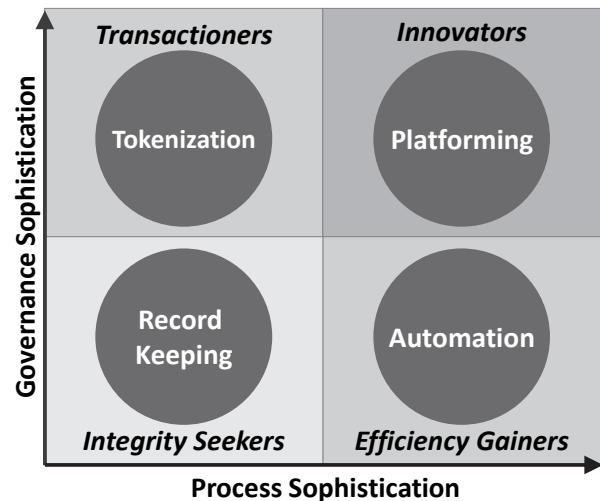 Governance Sophistication
Transactioners
Innovators
Tokenization
Platforming
Record
Keeping
Automation
Integrity Seekers
Efficiency Gainers
Process Sophistication